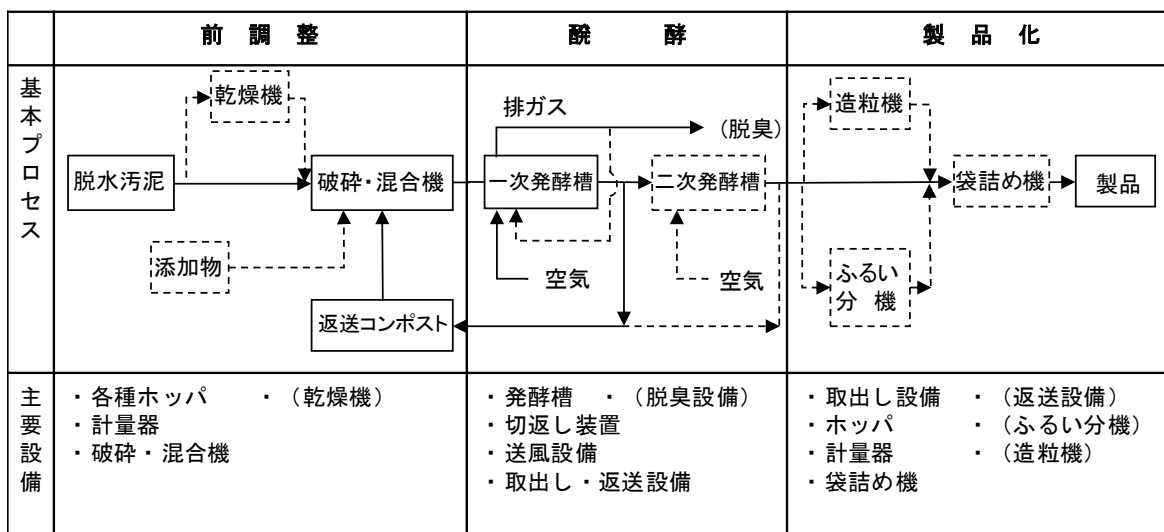 前調整
醗酵
製品化
基本プロセス
乾燥機
脱水汚泥
破砕・混合機
添加物
返送コンポスト
排ガス
（脱臭）
一次発酵槽
二次発酵槽
空気
空気
造粒機
袋詰め機
製品
ふるい
分機
主要設備
・各種ホッパ ・（乾燥機）
・計量器
・破砕・混合機
・発酵槽 ・（脱臭設備）
・切返し装置
・送風設備
・取出し・返送設備
・取出し設備 ・（返送設備）
・ホッパ ・（ふるい分機）
・計量器 ・（造粒機）
・袋詰め機